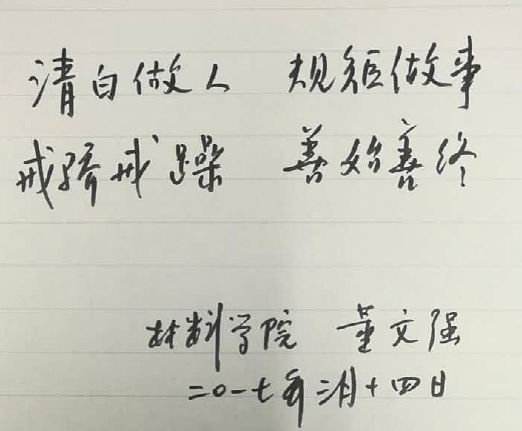 清白做人 规矩做事
戒骄戒躁 善始善终
材料学院 董文强
二〇一七年三月十四日